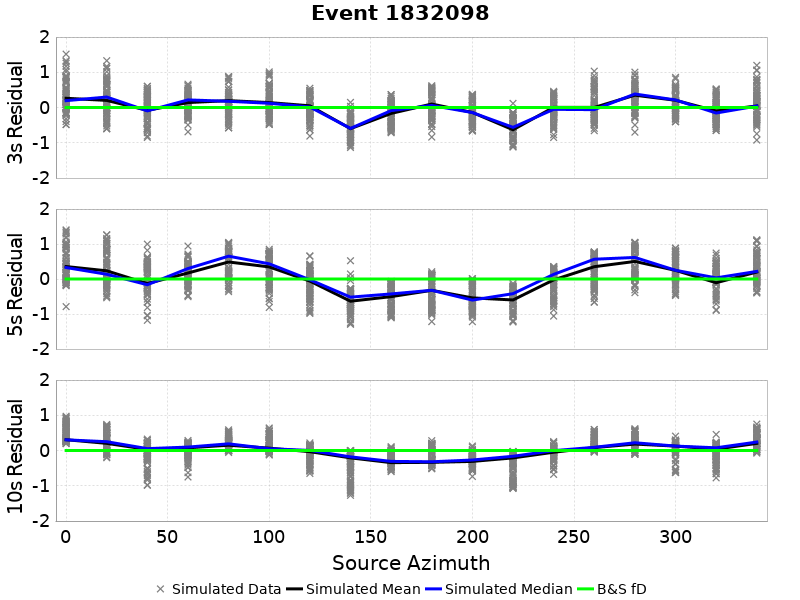 Event 1832098
3s Residual
2
1
0
-1
-2
5s Residual
2
1
0
-1
-2
10s Residual
2
1
0
-1
-2
0 50 100 150 200 250 300
Source Azimuth
Simulated Data Simulated Mean Simulated Median B&S fD